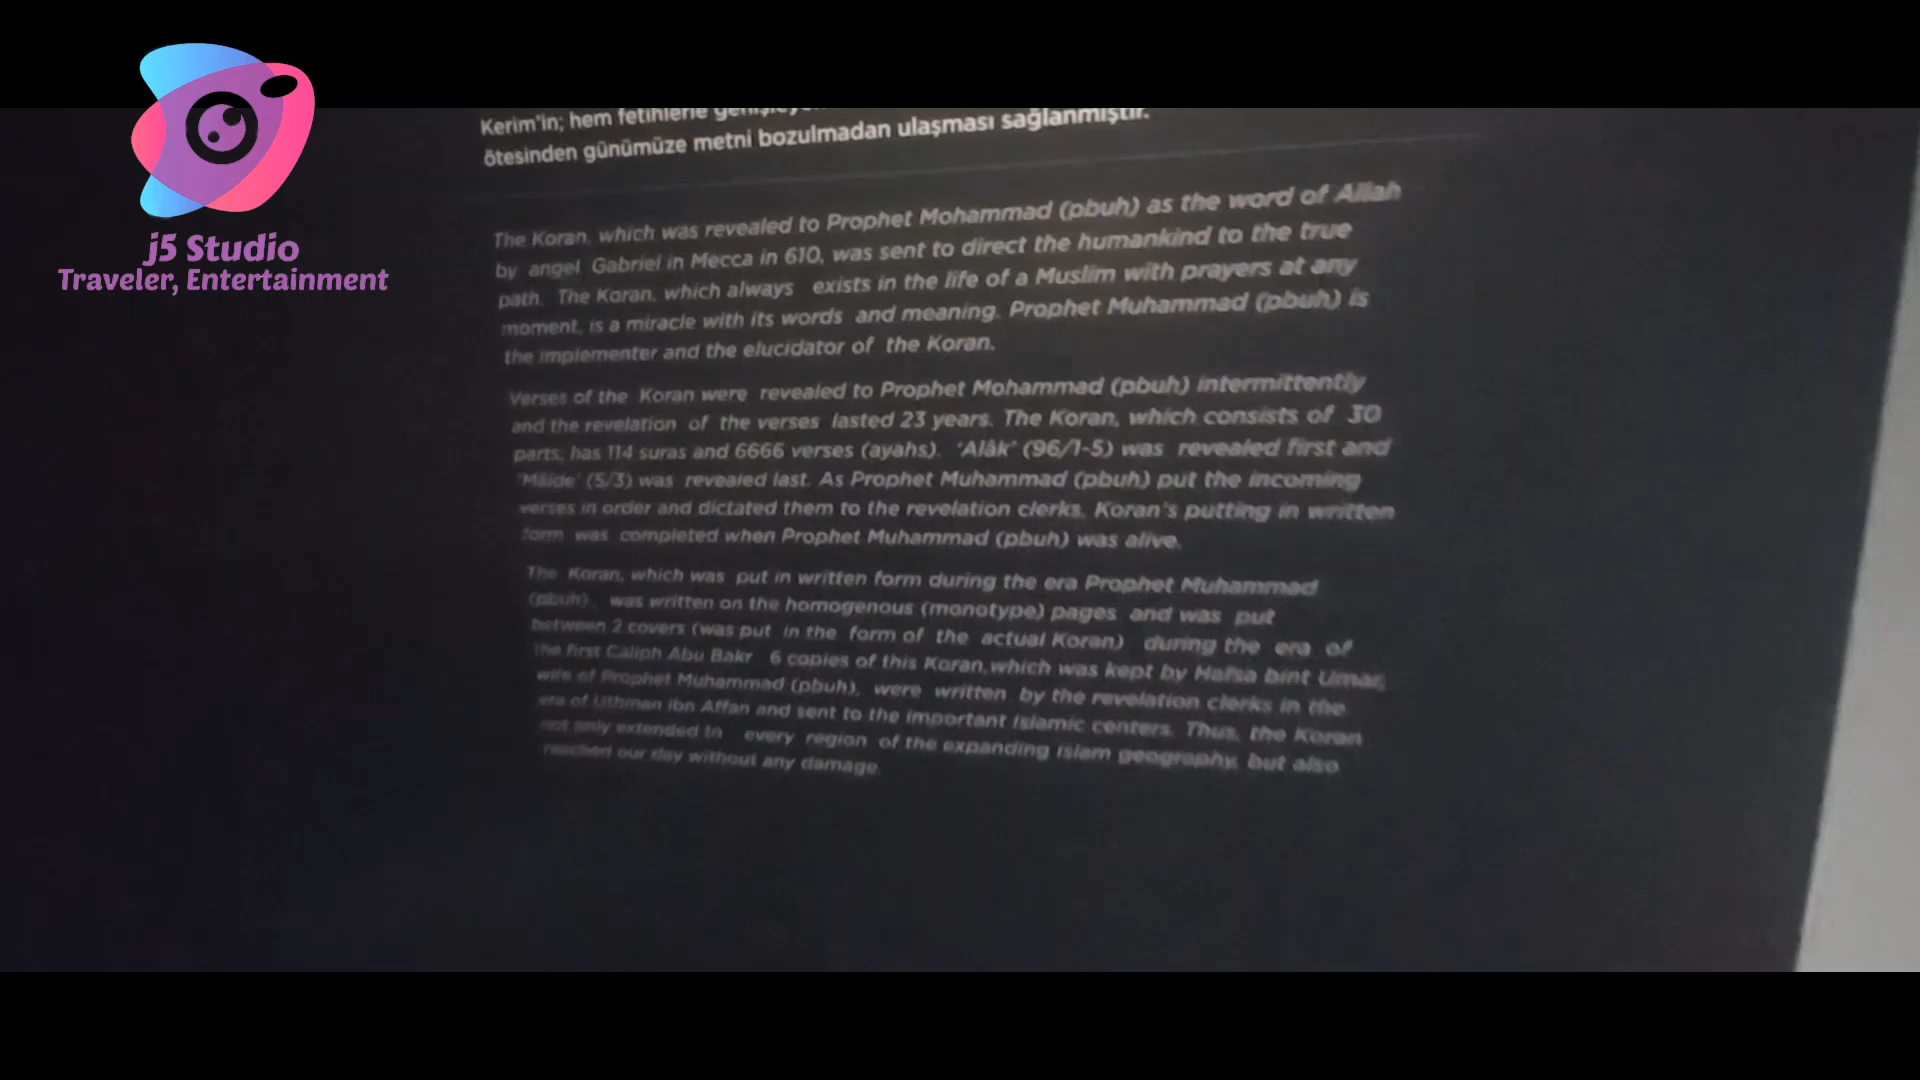 j5 Studio
Traveler, Entertainment
Kerim'in; hem fetihlerle
ötesinden günümüze metni bozulmadan ulaşması sağlanmıştır.
The Koran, which was revealed to Prophet Mohammad (pbuh) as the word of Allah
by angel Gabriel in Mecca in 610, was sent to direct the humankind to the true
path. The Koran, which always exists in the life of a Muslim with prayers at any
moment, is a miracle with its words and meaning. Prophet Muhammad (pbuh) is
the implementer and the elucidator of the Koran.
Verses of the Koran were revealed to Prophet Mohammad (pbuh) intermittently
and the revelation of the verses lasted 23 years. The Koran, which consists of 30
parts, has 114 suras and 6666 verses (ayahs). 'Alâk' (96/1-5) was revealed first and
'Mâide' (5/3) was revealed last. As Prophet Muhammad (pbuh) put the incoming
verses in order and dictated them to the revelation clerks, Koran's putting in written
form was completed when Prophet Muhammad (pbuh) was alive.
The Koran, which was put in written form during the era Prophet Muhammad
(pbuh), was written on the homogenous (monotype) pages and was put
between 2 covers (was put in the form of the actual Koran) during the era of
the first Caliph Abu Bakr 6 copies of this Koran, which was kept by Hafsa bint Umar,
wife of Prophet Muhammad (pbuh), were written by the revelation clerks in the
era of Uthman ibn Affan and sent to the important Islamic centers. Thus, the Koran
not only extended to every region of the expanding Islam geography, but also
reached our day without any damage.